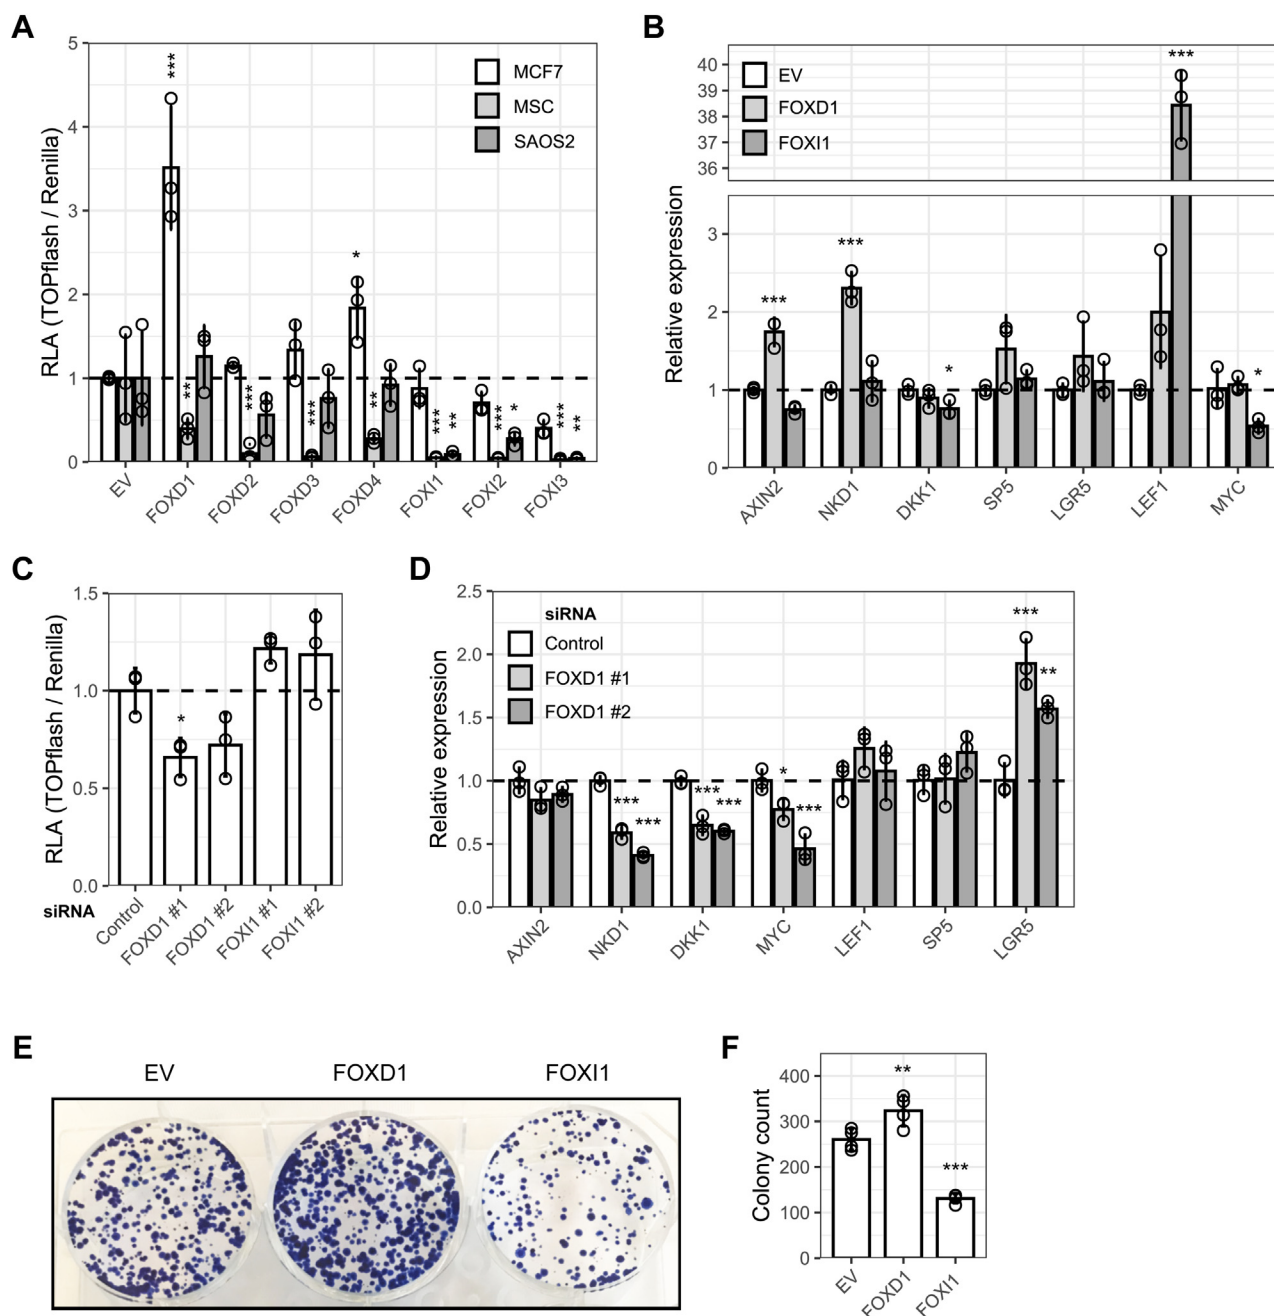 A
RLA (TOPflash / Renilla)
5
4
3
2
1
0
MCF7
MSC
SAOS2
***
**
***
***
*
**
***
**
***
*
***
**
EV
FOXD1
FOXD2
FOXD3
FOXD4
FOXI1
FOXI2
FOXI3
B
Relative expression
40
39
38
37
36
3
2
1
0
EV
FOXD1
FOXI1
***
***
*
***
*
AXIN2
NKD1
DKK1
SP5
LGR5
LEF1
MYC
C
RLA (TOPflash / Renilla)
1.5
1.0
0.5
0.0
*
siRNA
Control
FOXD1 #1
FOXD1 #2
FOXI1 #1
FOXI1 #2
D
Relative expression
2.5
2.0
1.5
1.0
0.5
0.0
siRNA
Control
FOXD1 #1
FOXD1 #2
***
***
***
***
*
***
***
**
AXIN2
NKD1
DKK1
MYC
LEF1
SP5
LGR5
E
EV
FOXD1
FOXI1
F
Colony count
400
300
200
100
0
**
***
EV
FOXD1
FOXI1